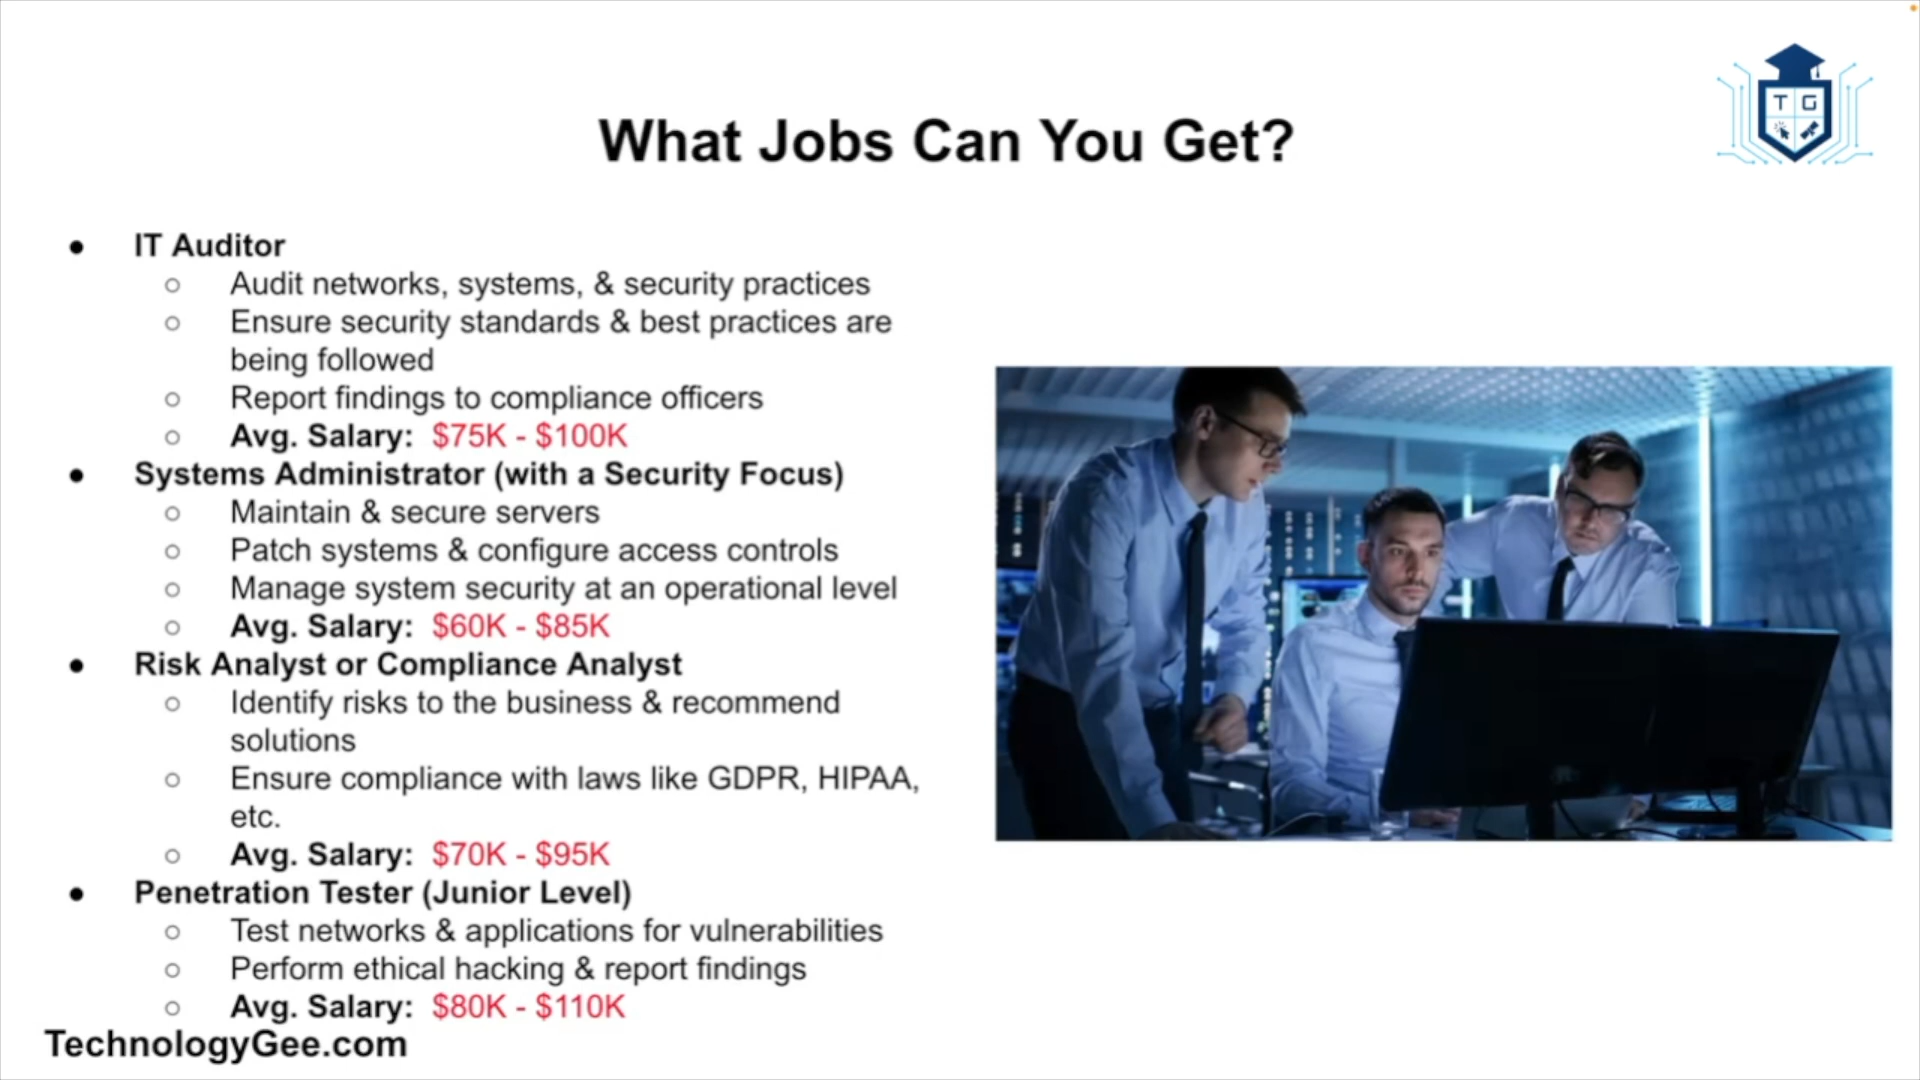 What Jobs Can You Get?
T G
● IT Auditor
○ Audit networks, systems, & security practices
○ Ensure security standards & best practices are
being followed
○ Report findings to compliance officers
○ Avg. Salary: $75K - $100K
● Systems Administrator (with a Security Focus)
○ Maintain & secure servers
○ Patch systems & configure access controls
○ Manage system security at an operational level
○ Avg. Salary: $60K - $85K
● Risk Analyst or Compliance Analyst
○ Identify risks to the business & recommend
solutions
○ Ensure compliance with laws like GDPR, HIPAA,
etc.
○ Avg. Salary: $70K - $95K
● Penetration Tester (Junior Level)
○ Test networks & applications for vulnerabilities
○ Perform ethical hacking & report findings
○ Avg. Salary: $80K - $110K
TechnologyGee.com